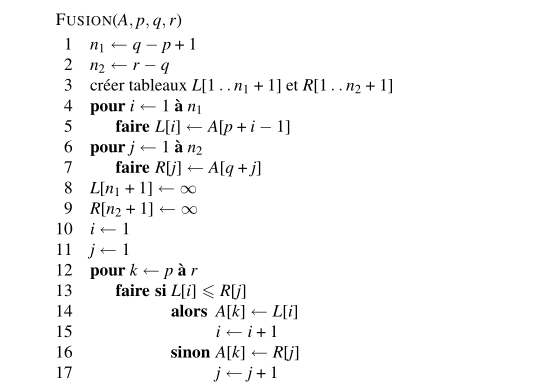 FUSION(A, p, q, r)
1 n₁ ← q − p + 1
2 n₂ ← r − q
3 créer tableaux L[1 . . n₁ + 1] et R[1 . . n₂ + 1]
4 pour i ← 1 à n₁
5 faire L[i] ← A[p + i − 1]
6 pour j ← 1 à n₂
7 faire R[j] ← A[q + j]
8 L[n₁ + 1] ← ∞
9 R[n₂ + 1] ← ∞
10 i ← 1
11 j ← 1
12 pour k ← p à r
13 faire si L[i] ⩽ R[j]
14 alors A[k] ← L[i]
15 i ← i + 1
16 sinon A[k] ← R[j]
17 j ← j + 1